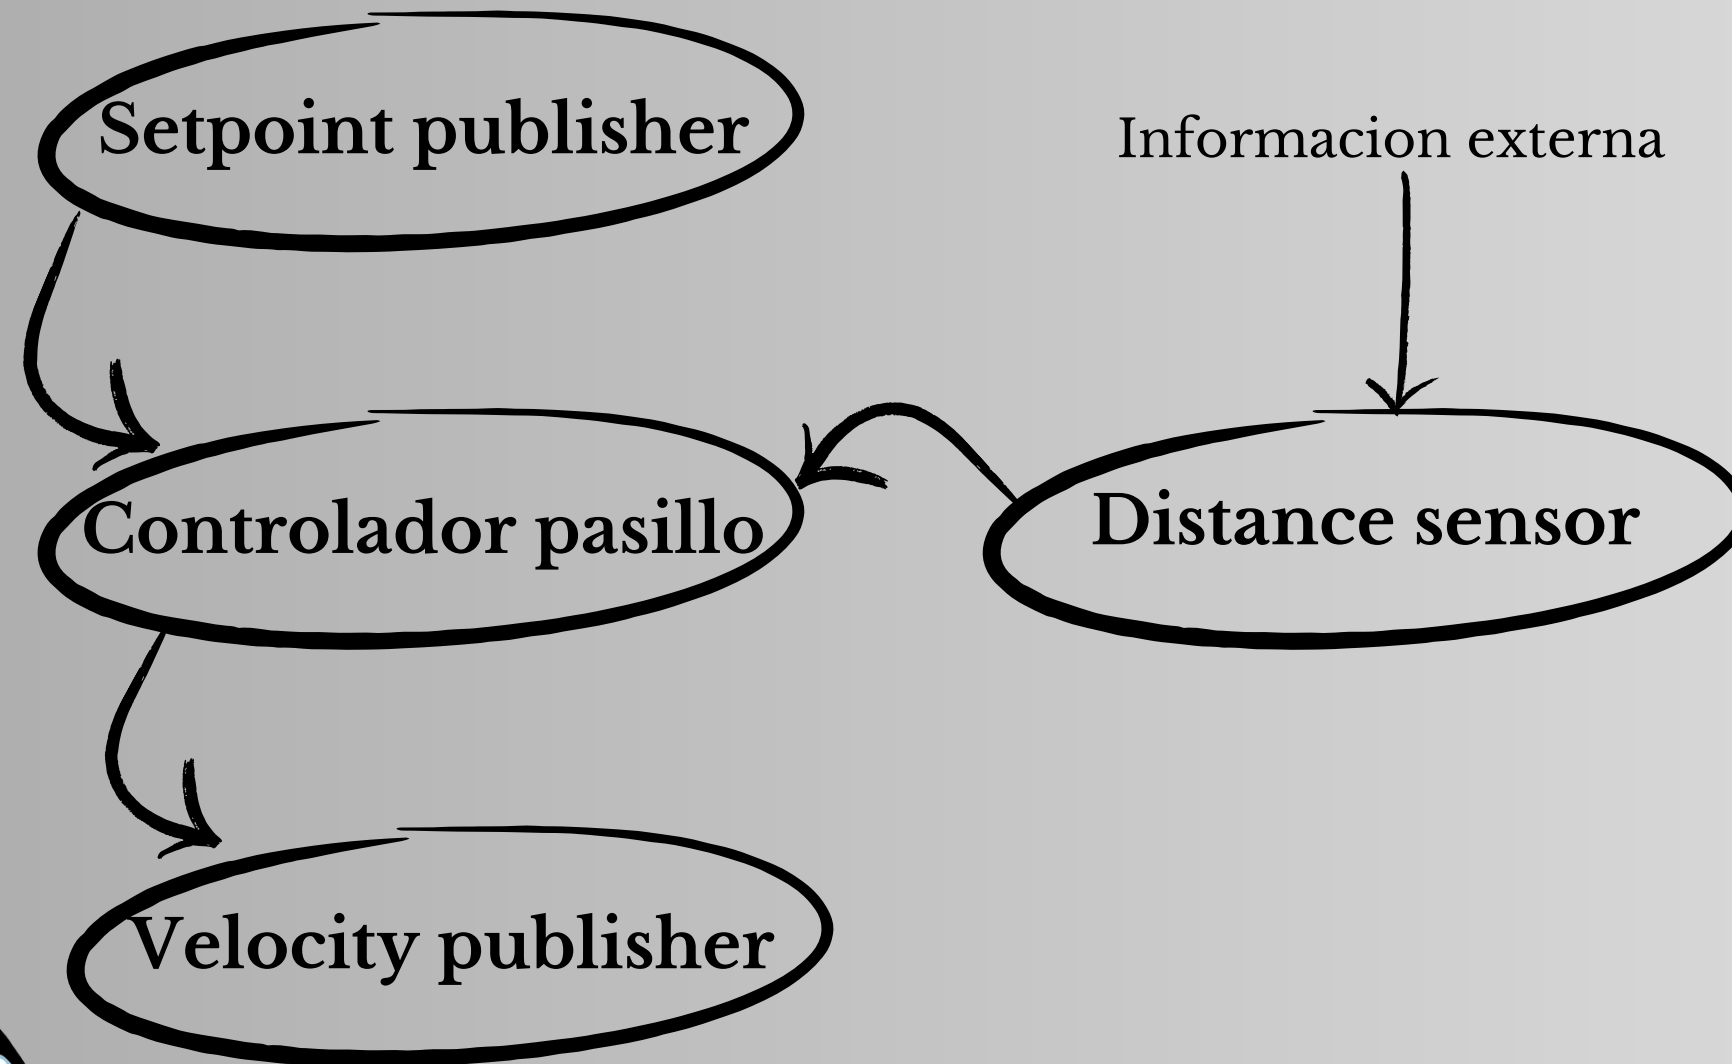 Setpoint publisher
Informacion externa
Controlador pasillo
Distance sensor
Velocity publisher